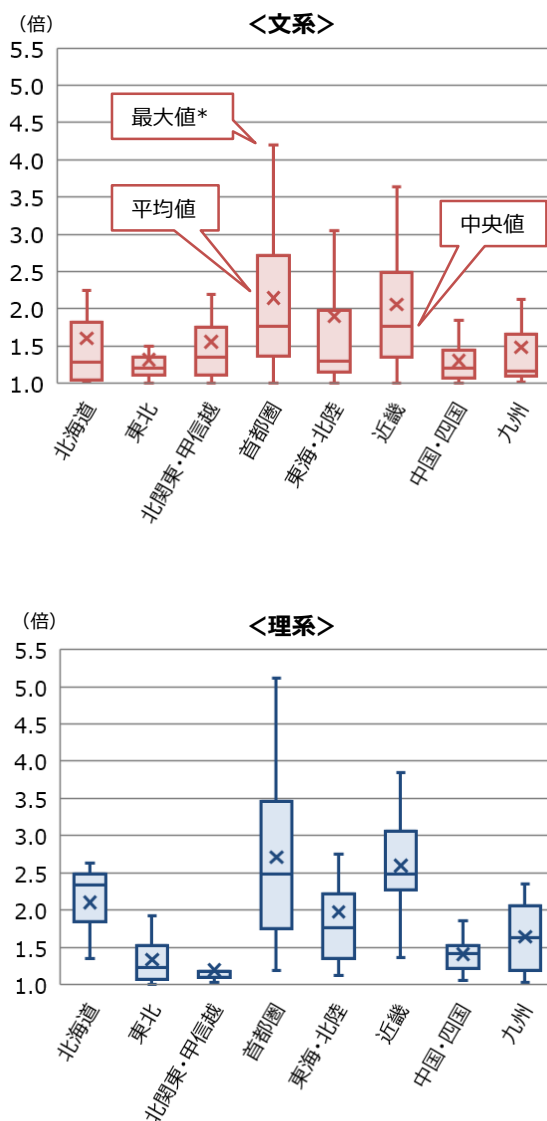 （倍）
＜文系＞
5.5
5.0
4.5
4.0
3.5
3.0
2.5
2.0
1.5
1.0
最大値*
平均値
中央値
北海道
東北
北関東・甲信越
首都圏
東海・北陸
近畿
中国・四国
九州
（倍）
＜理系＞
5.5
5.0
4.5
4.0
3.5
3.0
2.5
2.0
1.5
1.0
北海道
東北
北関東・甲信越
首都圏
東海・北陸
近畿
中国・四国
九州